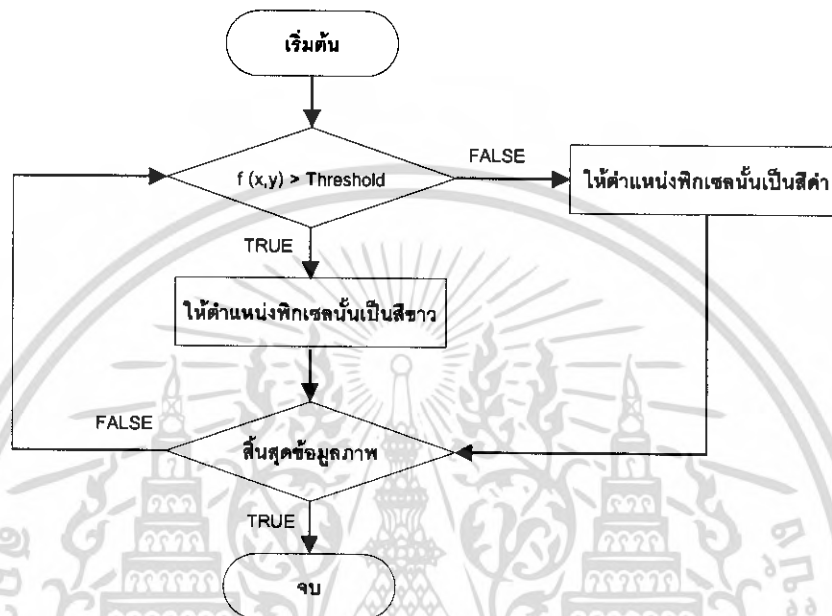 เริ่มต้น
f (x,y) > Threshold
FALSE
ให้ตำแหน่งพิกเซลนั้นเป็นสีดำ
TRUE
ให้ตำแหน่งพิกเซลนั้นเป็นสีขาว
FALSE
สิ้นสุดข้อมูลภาพ
TRUE
จบ